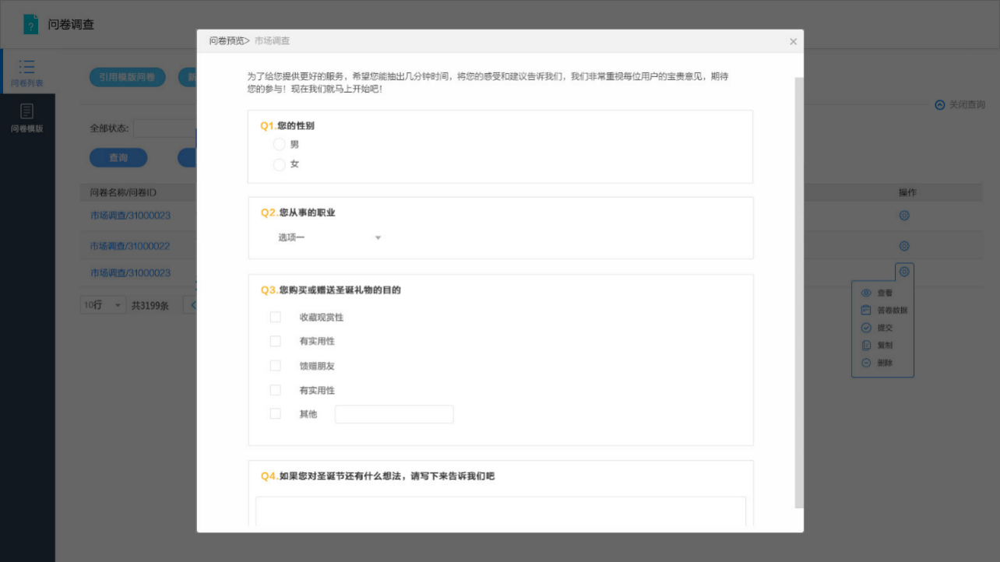 问卷调查
问卷预览> 市场调查
问卷列表
引用模版问卷
为了给您提供更好的服务，希望您能抽出几分钟时间，将您的感受和建议告诉我们，我们非常重视每位用户的宝贵意见，期待
您的参与！现在我们就马上开始吧！
关闭查询
问卷模版
全部状态:
查询
Q1.您的性别
男
女
问卷名称/问卷ID
操作
市场调查/31000023
市场调查/31000022
市场调查/31000023
10行
共3199条
Q2.您从事的职业
选项一
Q3.您购买或赠送圣诞礼物的目的
收藏观赏性
有实用性
馈赠朋友
有实用性
其他
查看
答卷数据
提交
复制
删除
Q4.如果您对圣诞节还有什么想法，请写下来告诉我们吧